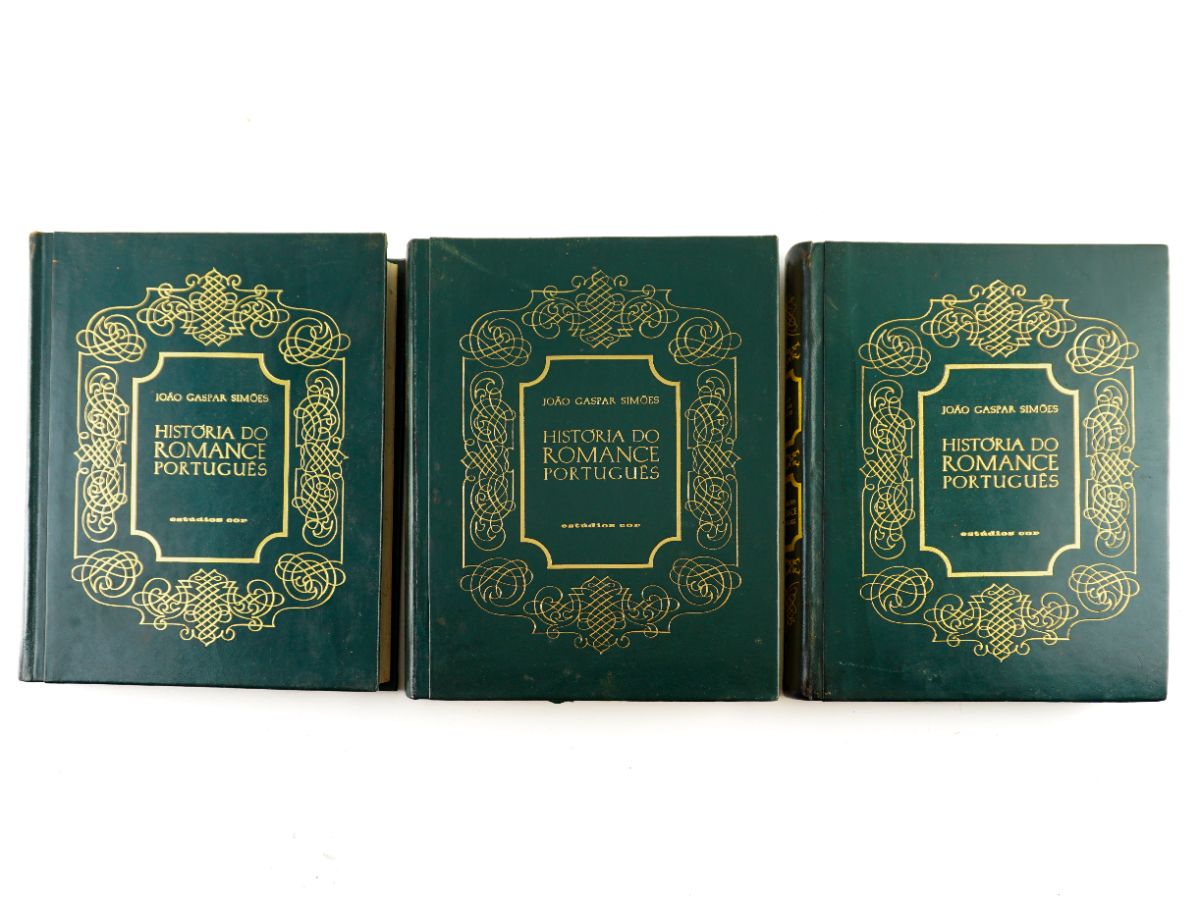 JOÃO GASPAR SIMÕES
HISTÓRIA DO
ROMANCE
PORTUGUÊS
estúdios cor
JOÃO GASPAR SIMÕES
HISTÓRIA DO
ROMANCE
PORTUGUÊS
estúdios cor
JOÃO GASPAR SIMÕES
HISTÓRIA DO
ROMANCE
PORTUGUÊS
estúdios cor